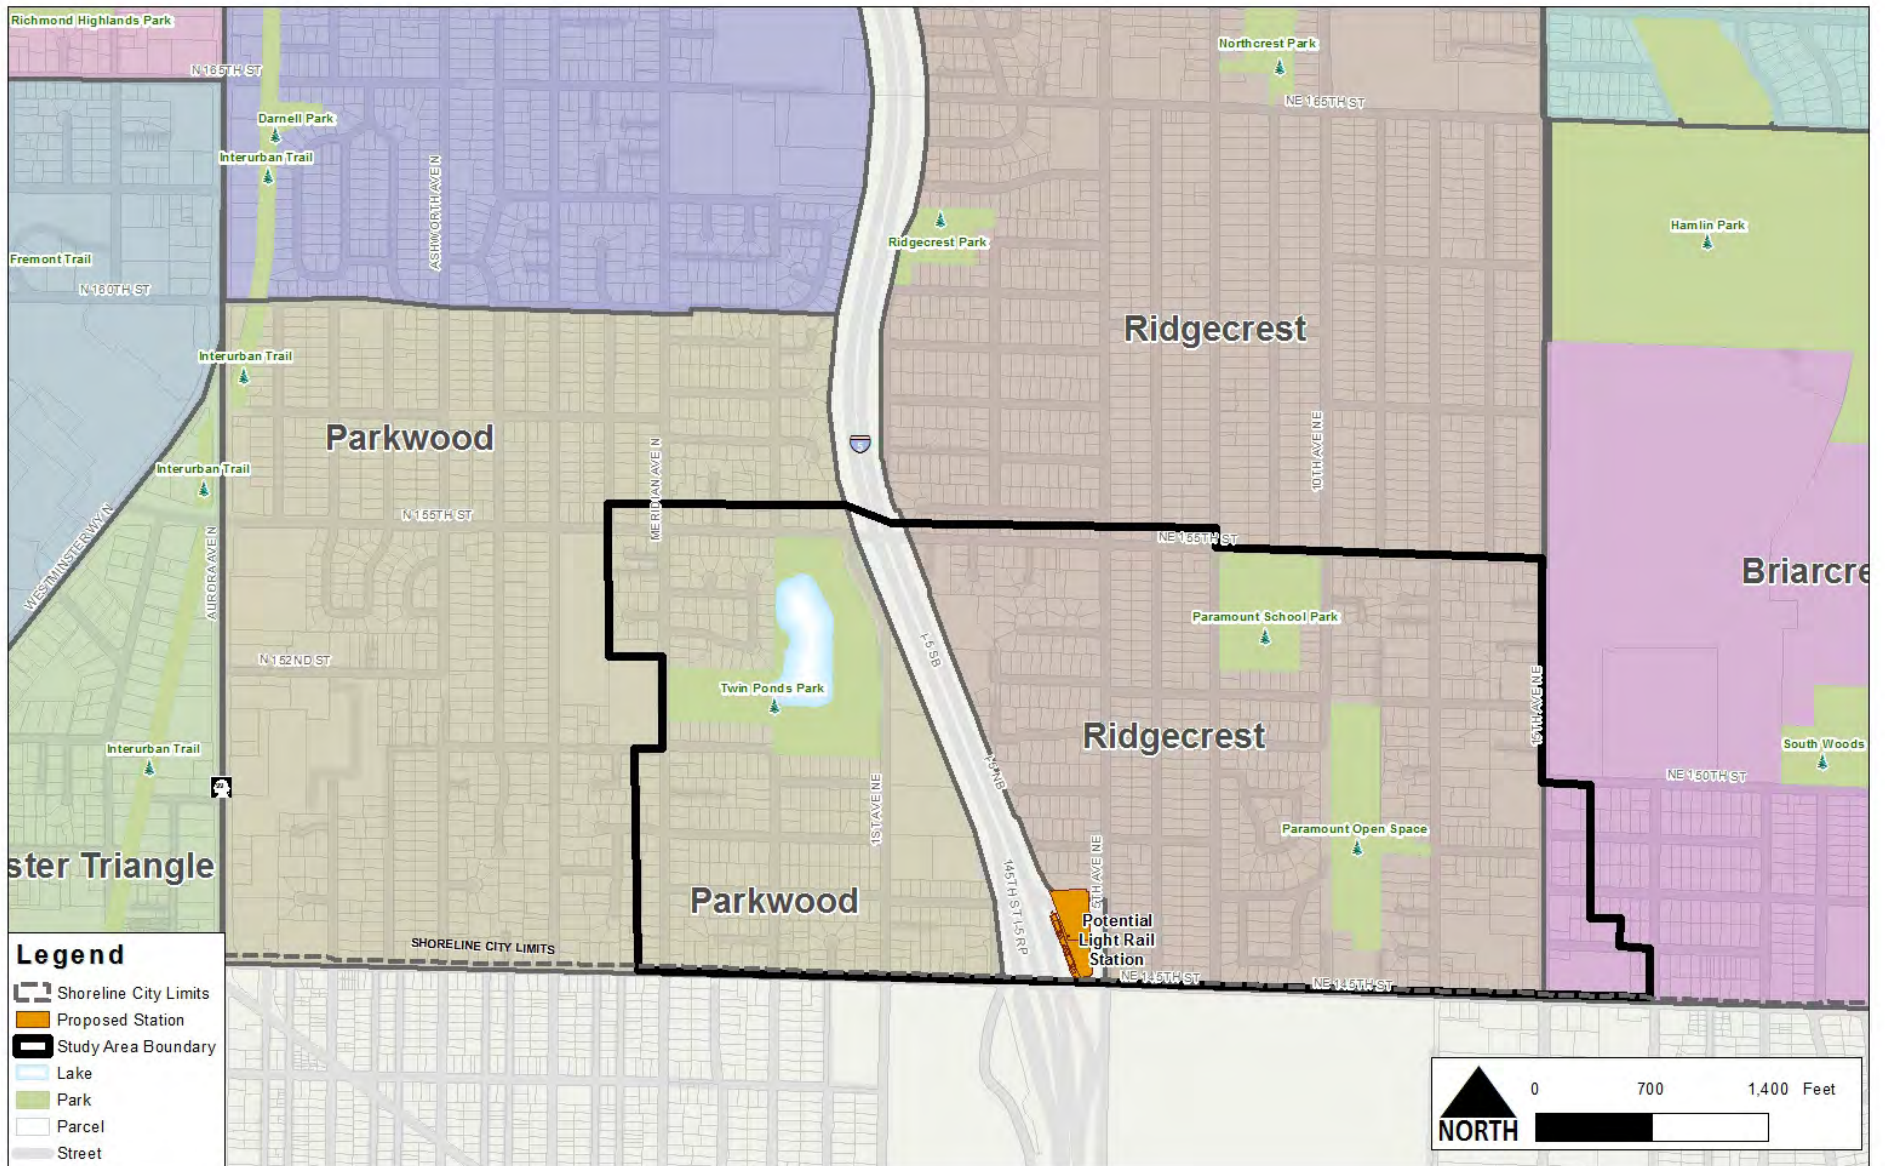 Richmond Highlands Park
Northcrest Park
N 165TH ST
NE 165TH ST
Darnell Park
Interurban Trail
ASHWORTH AVE N
Ridgecrest Park
Hamlin Park
Fremont Trail
N 160TH ST
Ridgecrest
Interurban Trail
Parkwood
5
10TH AVE NE
MERIDIAN AVE N
Interurban Trail
N 155TH ST
NE 155TH ST
WESTMINSTER WY N
AURORA AVE N
Briarcre
Paramount School Park
I-5 SB
N 152ND ST
Twin Ponds Park
15TH AVE NE
Ridgecrest
Interurban Trail
South Woods
I-5 NB
NE 150TH ST
99
1ST AVE NE
Paramount Open Space
ster Triangle
5TH AVE NE
Parkwood
145TH ST I-5 RP
Potential
Light Rail
Station
SHORELINE CITY LIMITS
NE 145TH ST
NE 145TH ST
Legend
Shoreline City Limits
Proposed Station
Study Area Boundary
Lake
Park
Parcel
Street
0 700 1,400 Feet
NORTH